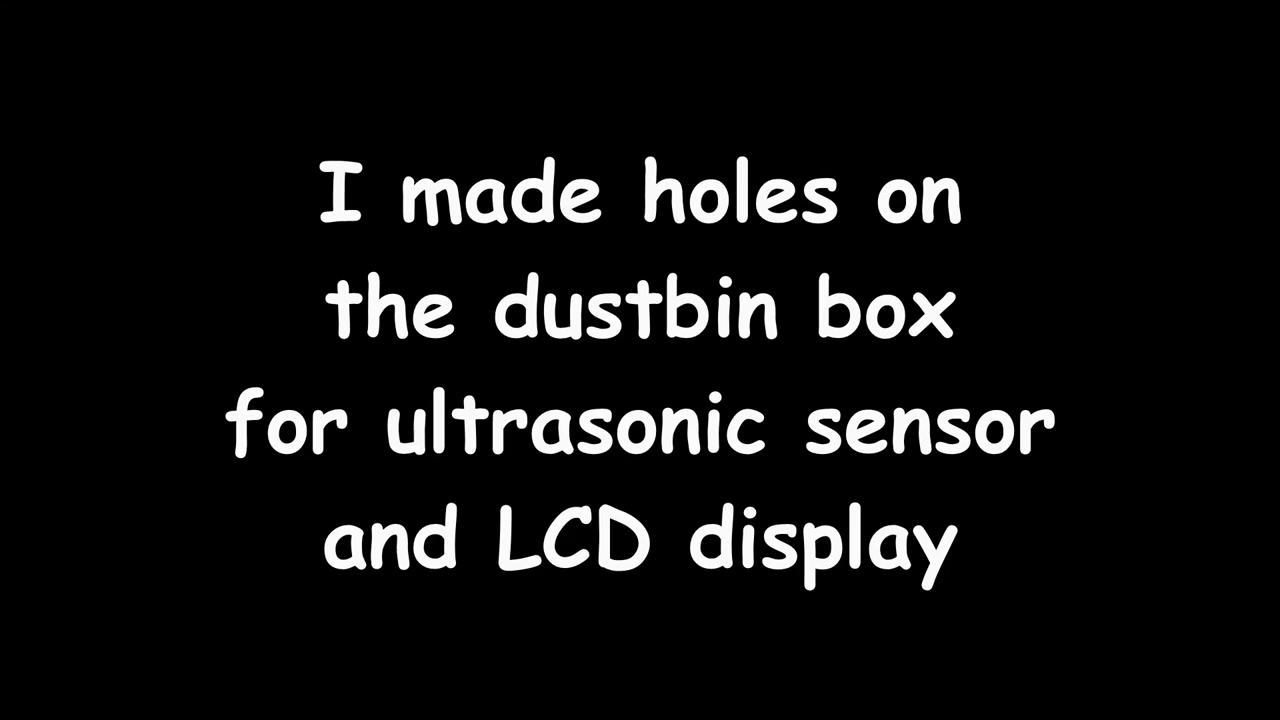 I made holes on
the dustbin box
for ultrasonic sensor
and LCD display